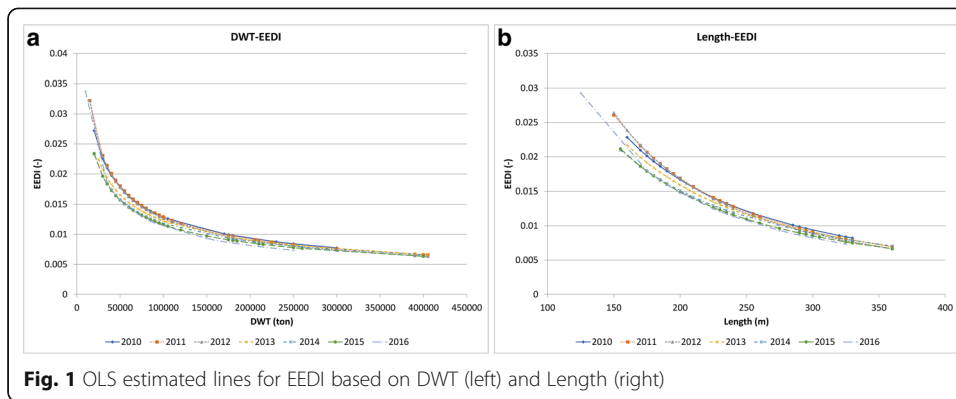 a
DWT-EEDI
0.04
0.035
0.03
0.025
0.02
0.015
0.01
0.005
0
EEDI (-)
0 50000 100000 150000 200000 250000 300000 350000 400000 450000
DWT (ton)
2010 2011 2012 2013 2014 2015 2016
b
Length-EEDI
0.035
0.03
0.025
0.02
0.015
0.01
0.005
0
EEDI (-)
100 150 200 250 300 350 400
Length (m)
2010 2011 2012 2013 2014 2015 2016
Fig. 1 OLS estimated lines for EEDI based on DWT (left) and Length (right)